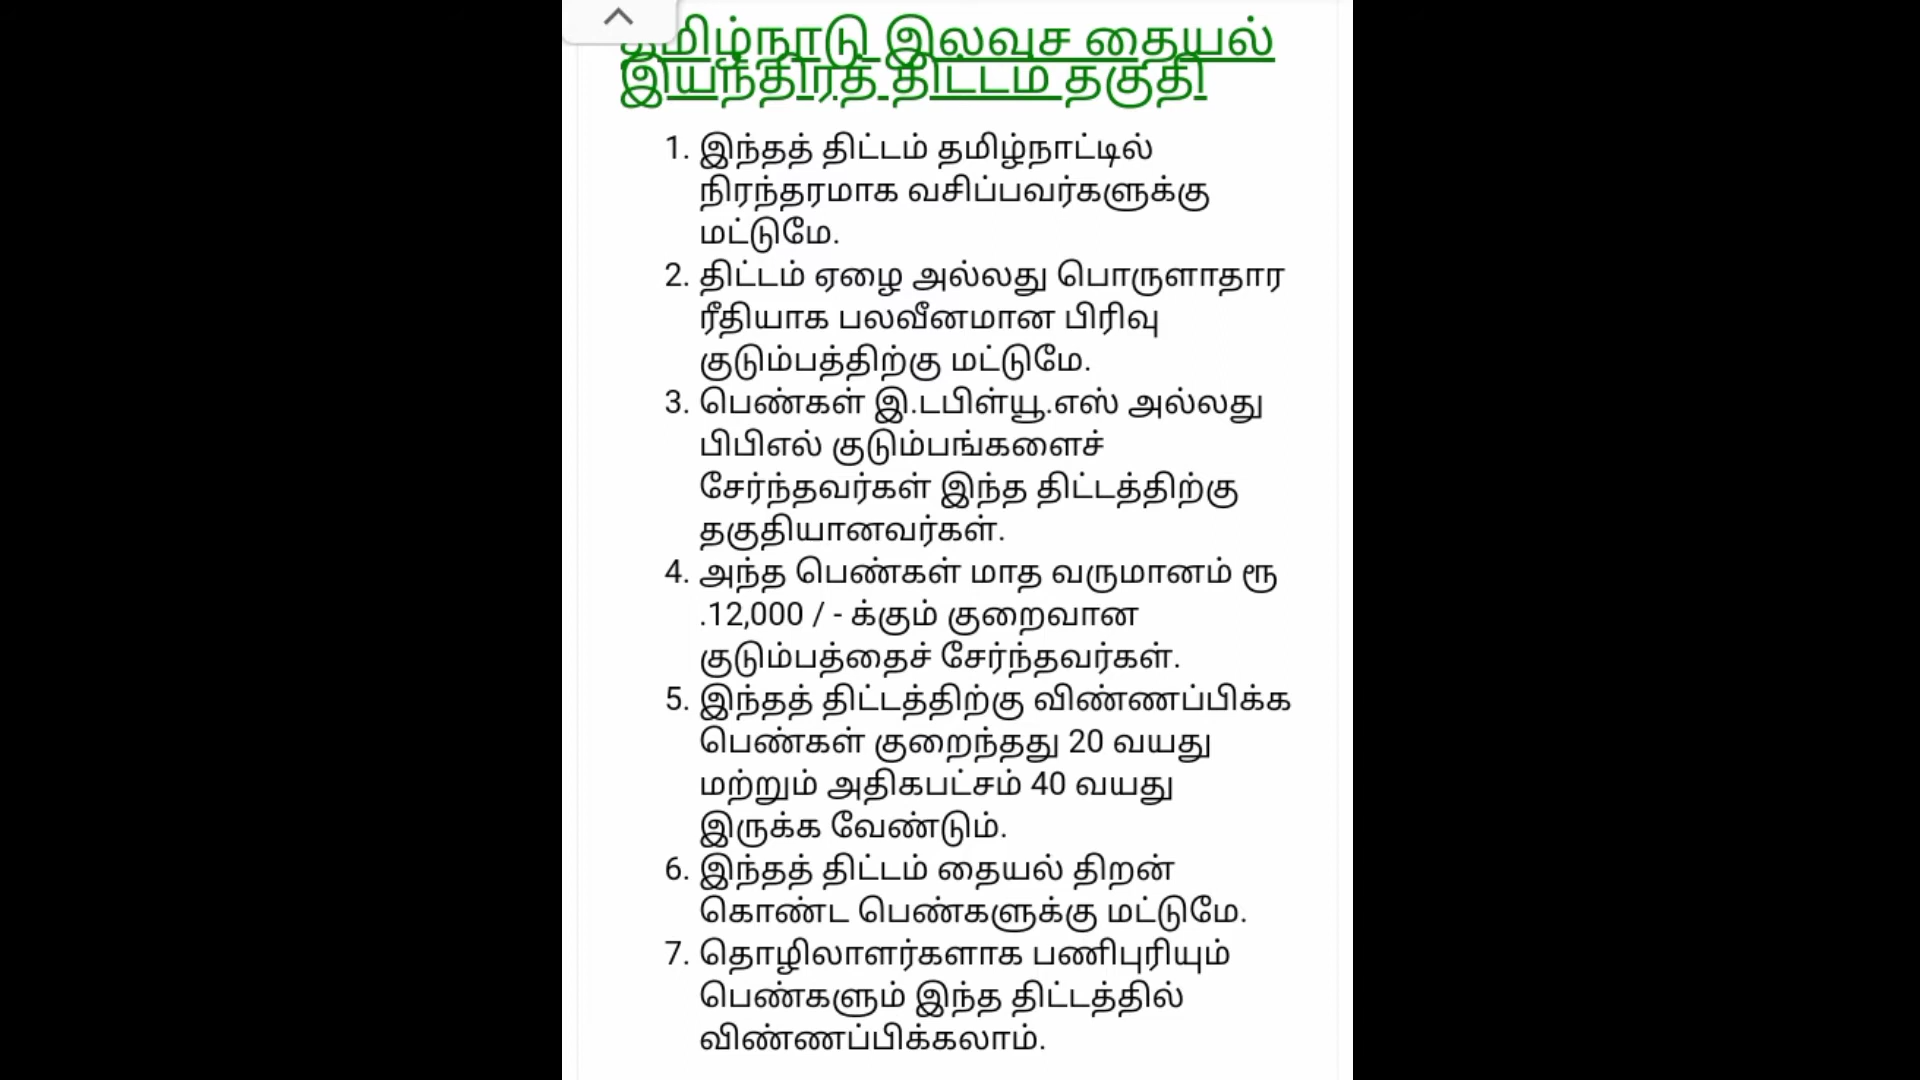 தமிழ்நாடு இலவச தையல்
இயந்திரத் திட்டம் தகுதி
1. இந்தத் திட்டம் தமிழ்நாட்டில்
நிரந்தரமாக வசிப்பவர்களுக்கு
மட்டுமே.
2. திட்டம் ஏழை அல்லது பொருளாதார
ரீதியாக பலவீனமான பிரிவு
குடும்பத்திற்கு மட்டுமே.
3. பெண்கள் இ.டபிள்யூ.எஸ் அல்லது
பிபிஎல் குடும்பங்களைச்
சேர்ந்தவர்கள் இந்த திட்டத்திற்கு
தகுதியானவர்கள்.
4. அந்த பெண்கள் மாத வருமானம் ரூ
.12,000 / - க்கும் குறைவான
குடும்பத்தைச் சேர்ந்தவர்கள்.
5. இந்தத் திட்டத்திற்கு விண்ணப்பிக்க
பெண்கள் குறைந்தது 20 வயது
மற்றும் அதிகபட்சம் 40 வயது
இருக்க வேண்டும்.
6. இந்தத் திட்டம் தையல் திறன்
கொண்ட பெண்களுக்கு மட்டுமே.
7. தொழிலாளர்களாக பணிபுரியும்
பெண்களும் இந்த திட்டத்தில்
விண்ணப்பிக்கலாம்.